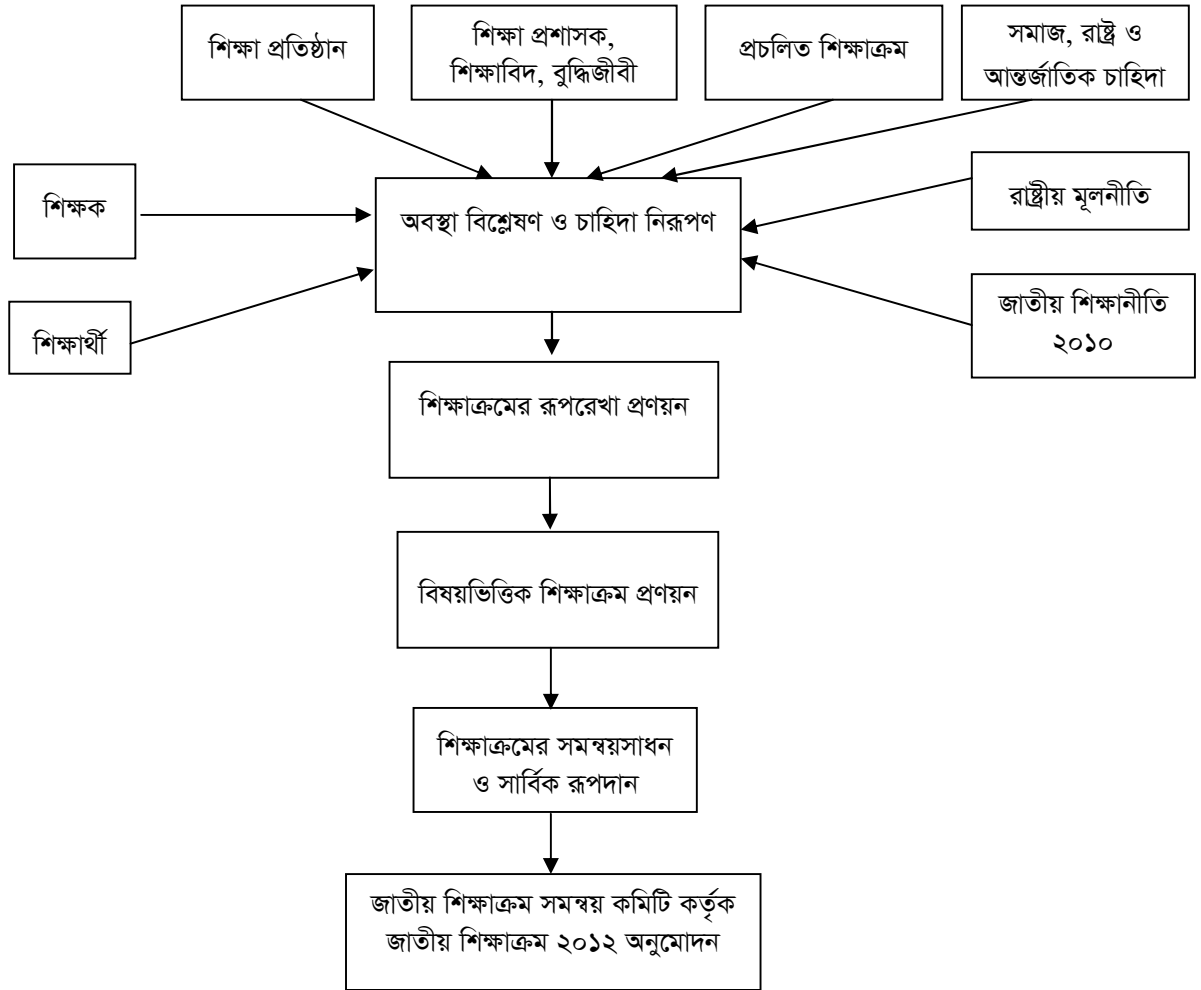 শিক্ষা প্রতিষ্ঠান
শিক্ষা প্রশাসক,
শিক্ষাবিদ, বুদ্ধিজীবী
প্রচলিত শিক্ষাক্রম
সমাজ, রাষ্ট্র ও
আন্তর্জাতিক চাহিদা
শিক্ষক
অবস্থা বিশ্লেষণ ও চাহিদা নিরূপণ
রাষ্ট্রীয় মূলনীতি
শিক্ষার্থী
জাতীয় শিক্ষানীতি
২০১০
শিক্ষাক্রমের রূপরেখা প্রণয়ন
বিষয়ভিত্তিক শিক্ষাক্রম প্রণয়ন
শিক্ষাক্রমের সমন্বয়সাধন
ও সার্বিক রূপদান
জাতীয় শিক্ষাক্রম সমন্বয় কমিটি কর্তৃক
জাতীয় শিক্ষাক্রম ২০১২ অনুমোদন